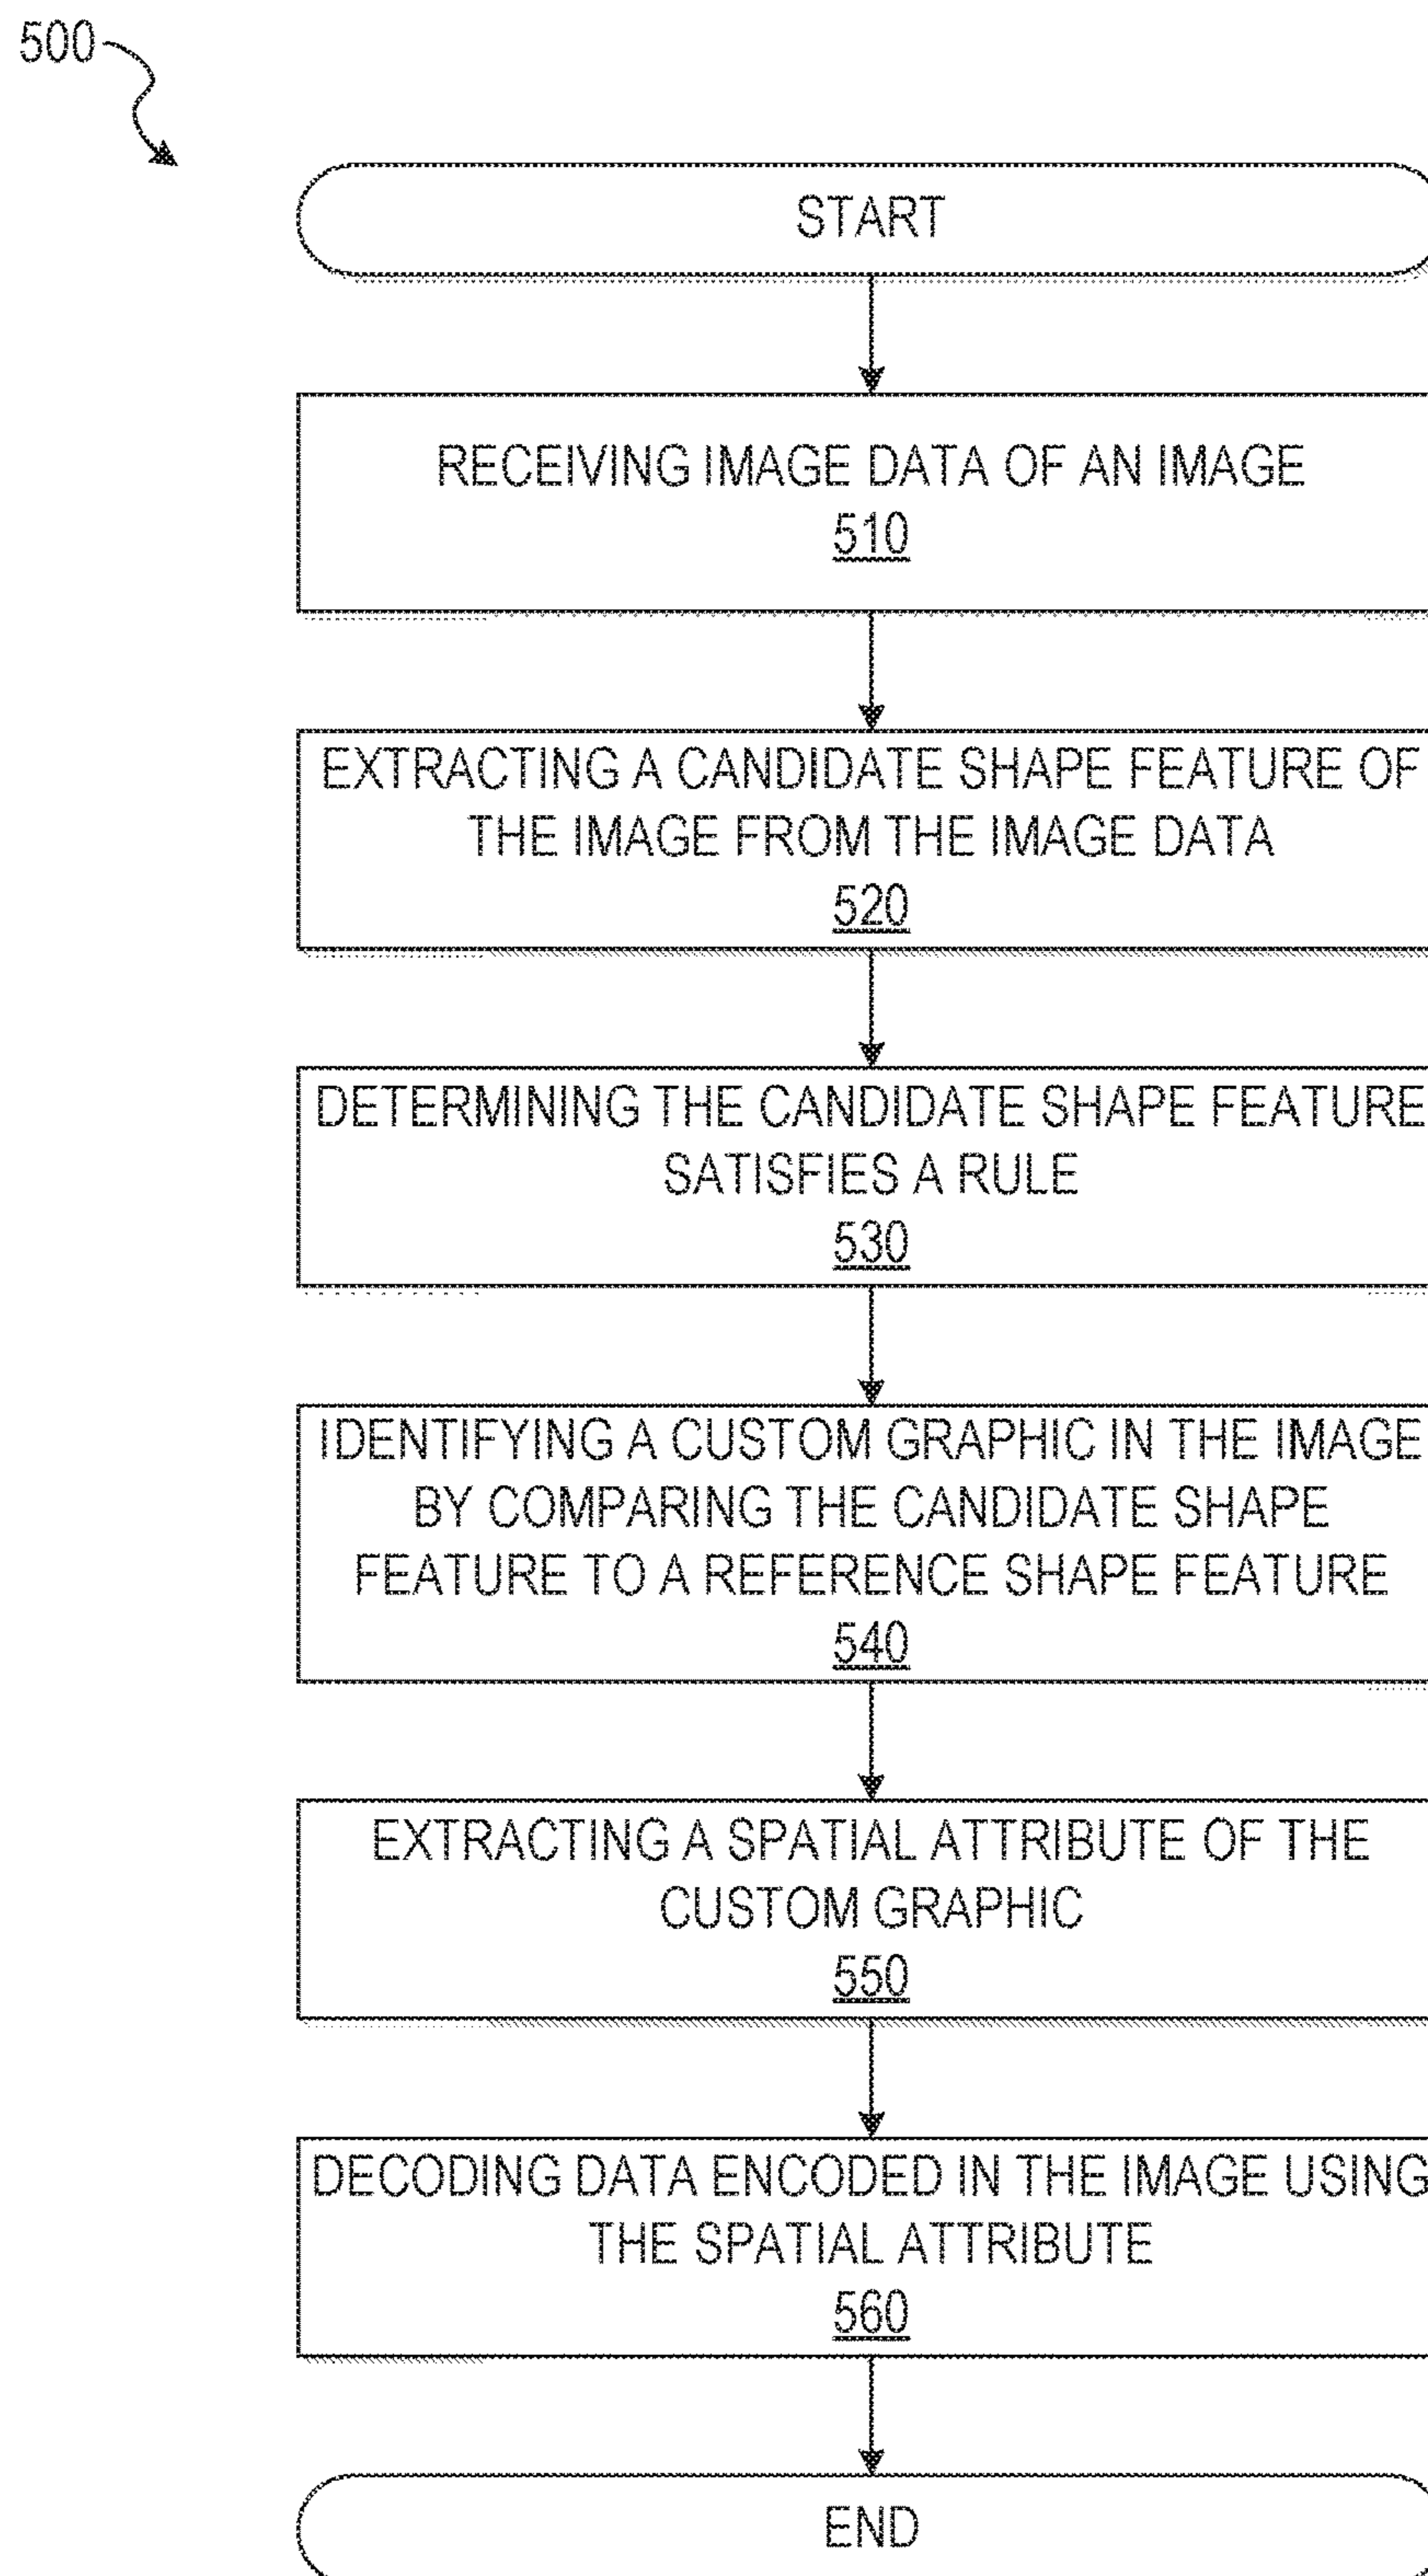 500
START
RECEIVING IMAGE DATA OF AN IMAGE
510
EXTRACTING A CANDIDATE SHAPE FEATURE OF
THE IMAGE FROM THE IMAGE DATA
520
DETERMINING THE CANDIDATE SHAPE FEATURE
SATISFIES A RULE
530
IDENTIFYING A CUSTOM GRAPHIC IN THE IMAGE
BY COMPARING THE CANDIDATE SHAPE
FEATURE TO A REFERENCE SHAPE FEATURE
540
EXTRACTING A SPATIAL ATTRIBUTE OF THE
CUSTOM GRAPHIC
550
DECODING DATA ENCODED IN THE IMAGE USING
THE SPATIAL ATTRIBUTE
560
END